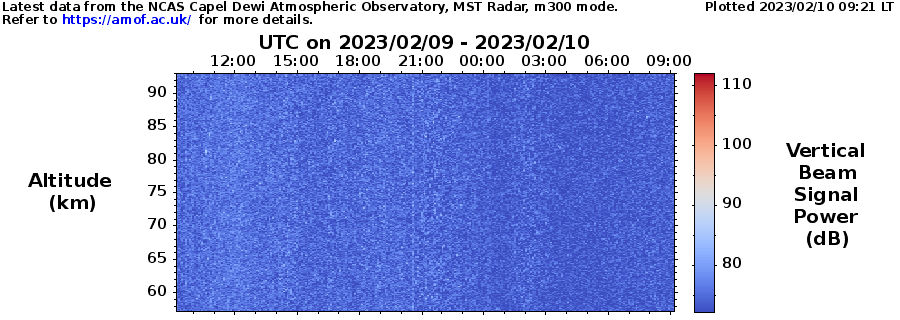 Latest data from the NCAS Capel Dewi Atmospheric Observatory, MST Radar, m300 mode.
Plotted 2023/02/10 09:21 LT
Refer to https://amof.ac.uk/ for more details.
UTC on 2023/02/09 - 2023/02/10
12:00 15:00 18:00 21:00 00:00 03:00 06:00 09:00
90
85
80
75
70
65
60
Altitude
(km)
110
100
90
80
Vertical
Beam
Signal
Power
(dB)